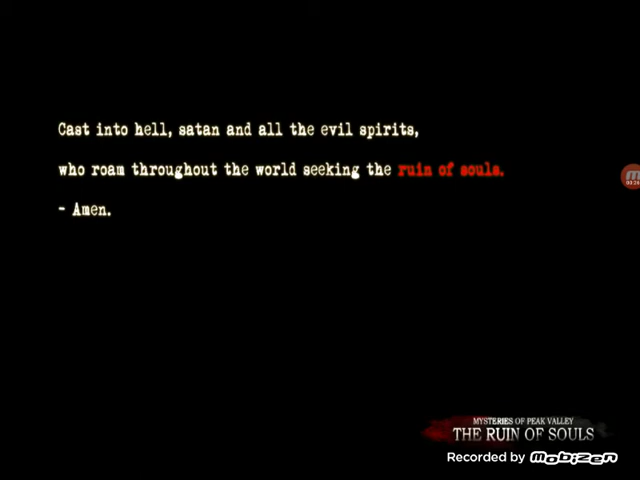 Cast into hell, satan and all the evil spirits,
who roam throughout the world seeking the ruin of souls.
- Amen.
MYSTERIES OF PEAK VALLEY
THE RUIN OF SOULS
Recorded by mobizen